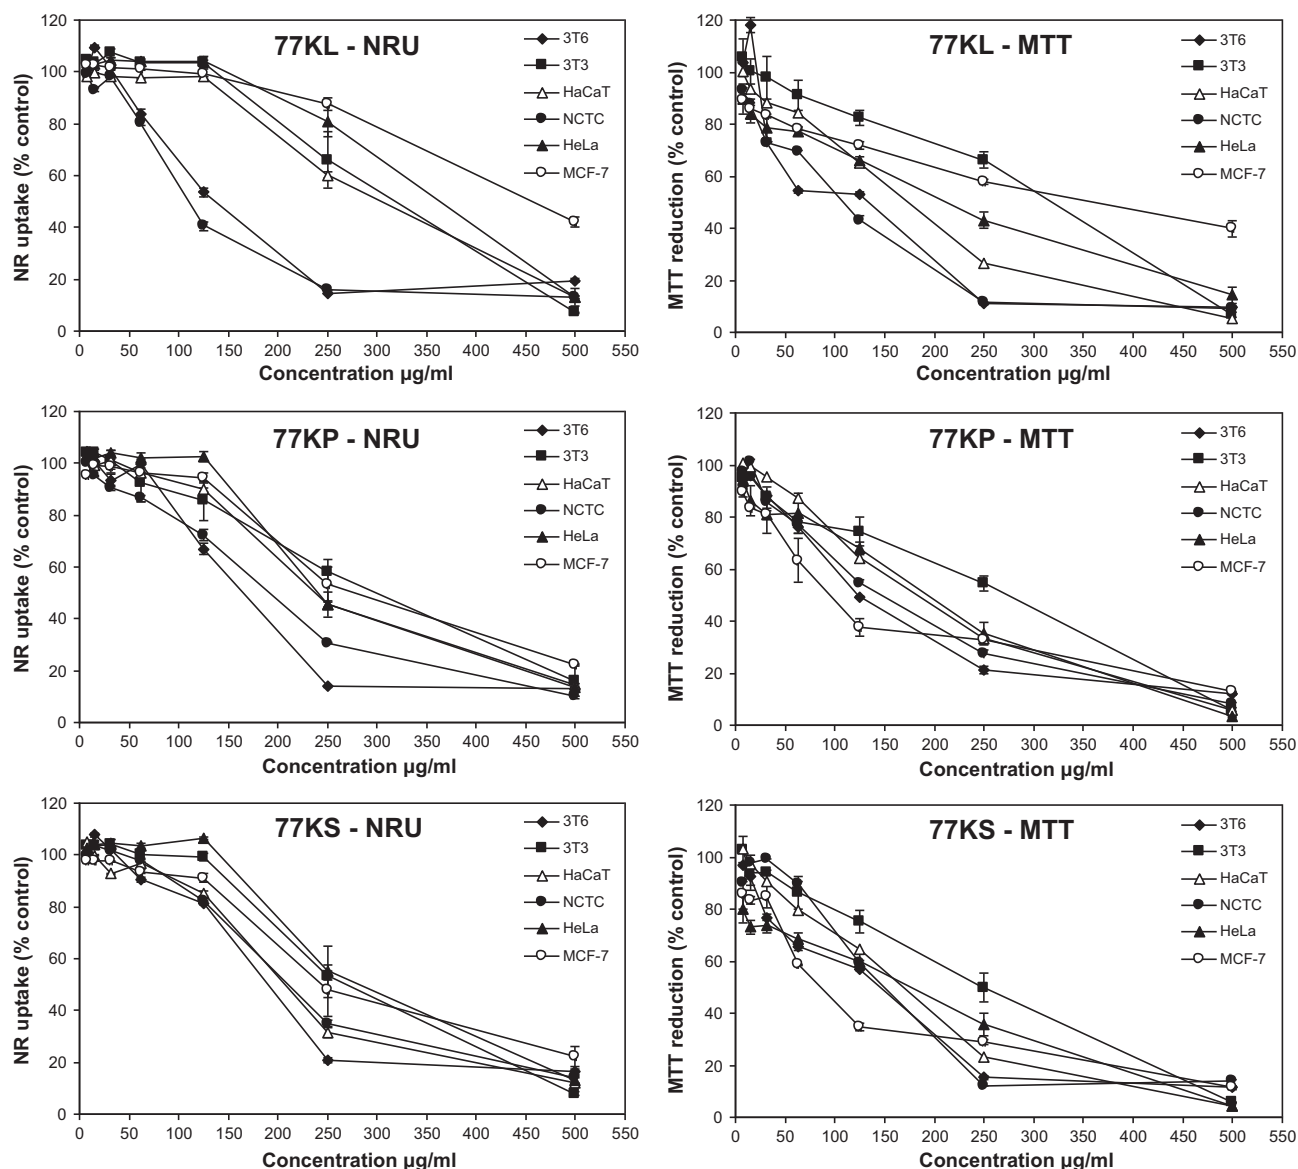 77KL - NRU
NR uptake (% control)
120
100
80
60
40
20
0
0 50 100 150 200 250 300 350 400 450 500 550
Concentration µg/ml
3T6
3T3
HaCaT
NCTC
HeLa
MCF-7
77KL - MTT
MTT reduction (% control)
120
100
80
60
40
20
0
0 50 100 150 200 250 300 350 400 450 500 550
Concentration µg/ml
3T6
3T3
HaCaT
NCTC
HeLa
MCF-7
77KP - NRU
NR uptake (% control)
120
100
80
60
40
20
0
0 50 100 150 200 250 300 350 400 450 500 550
Concentration µg/ml
3T6
3T3
HaCaT
NCTC
HeLa
MCF-7
77KP - MTT
MTT reduction (% control)
120
100
80
60
40
20
0
0 50 100 150 200 250 300 350 400 450 500 550
Concentration µg/ml
3T6
3T3
HaCaT
NCTC
HeLa
MCF-7
77KS - NRU
NR uptake (% control)
120
100
80
60
40
20
0
0 50 100 150 200 250 300 350 400 450 500 550
Concentration µg/ml
3T6
3T3
HaCaT
NCTC
HeLa
MCF-7
77KS - MTT
MTT reduction (% control)
120
100
80
60
40
20
0
0 50 100 150 200 250 300 350 400 450 500 550
Concentration µg/ml
3T6
3T3
HaCaT
NCTC
HeLa
MCF-7